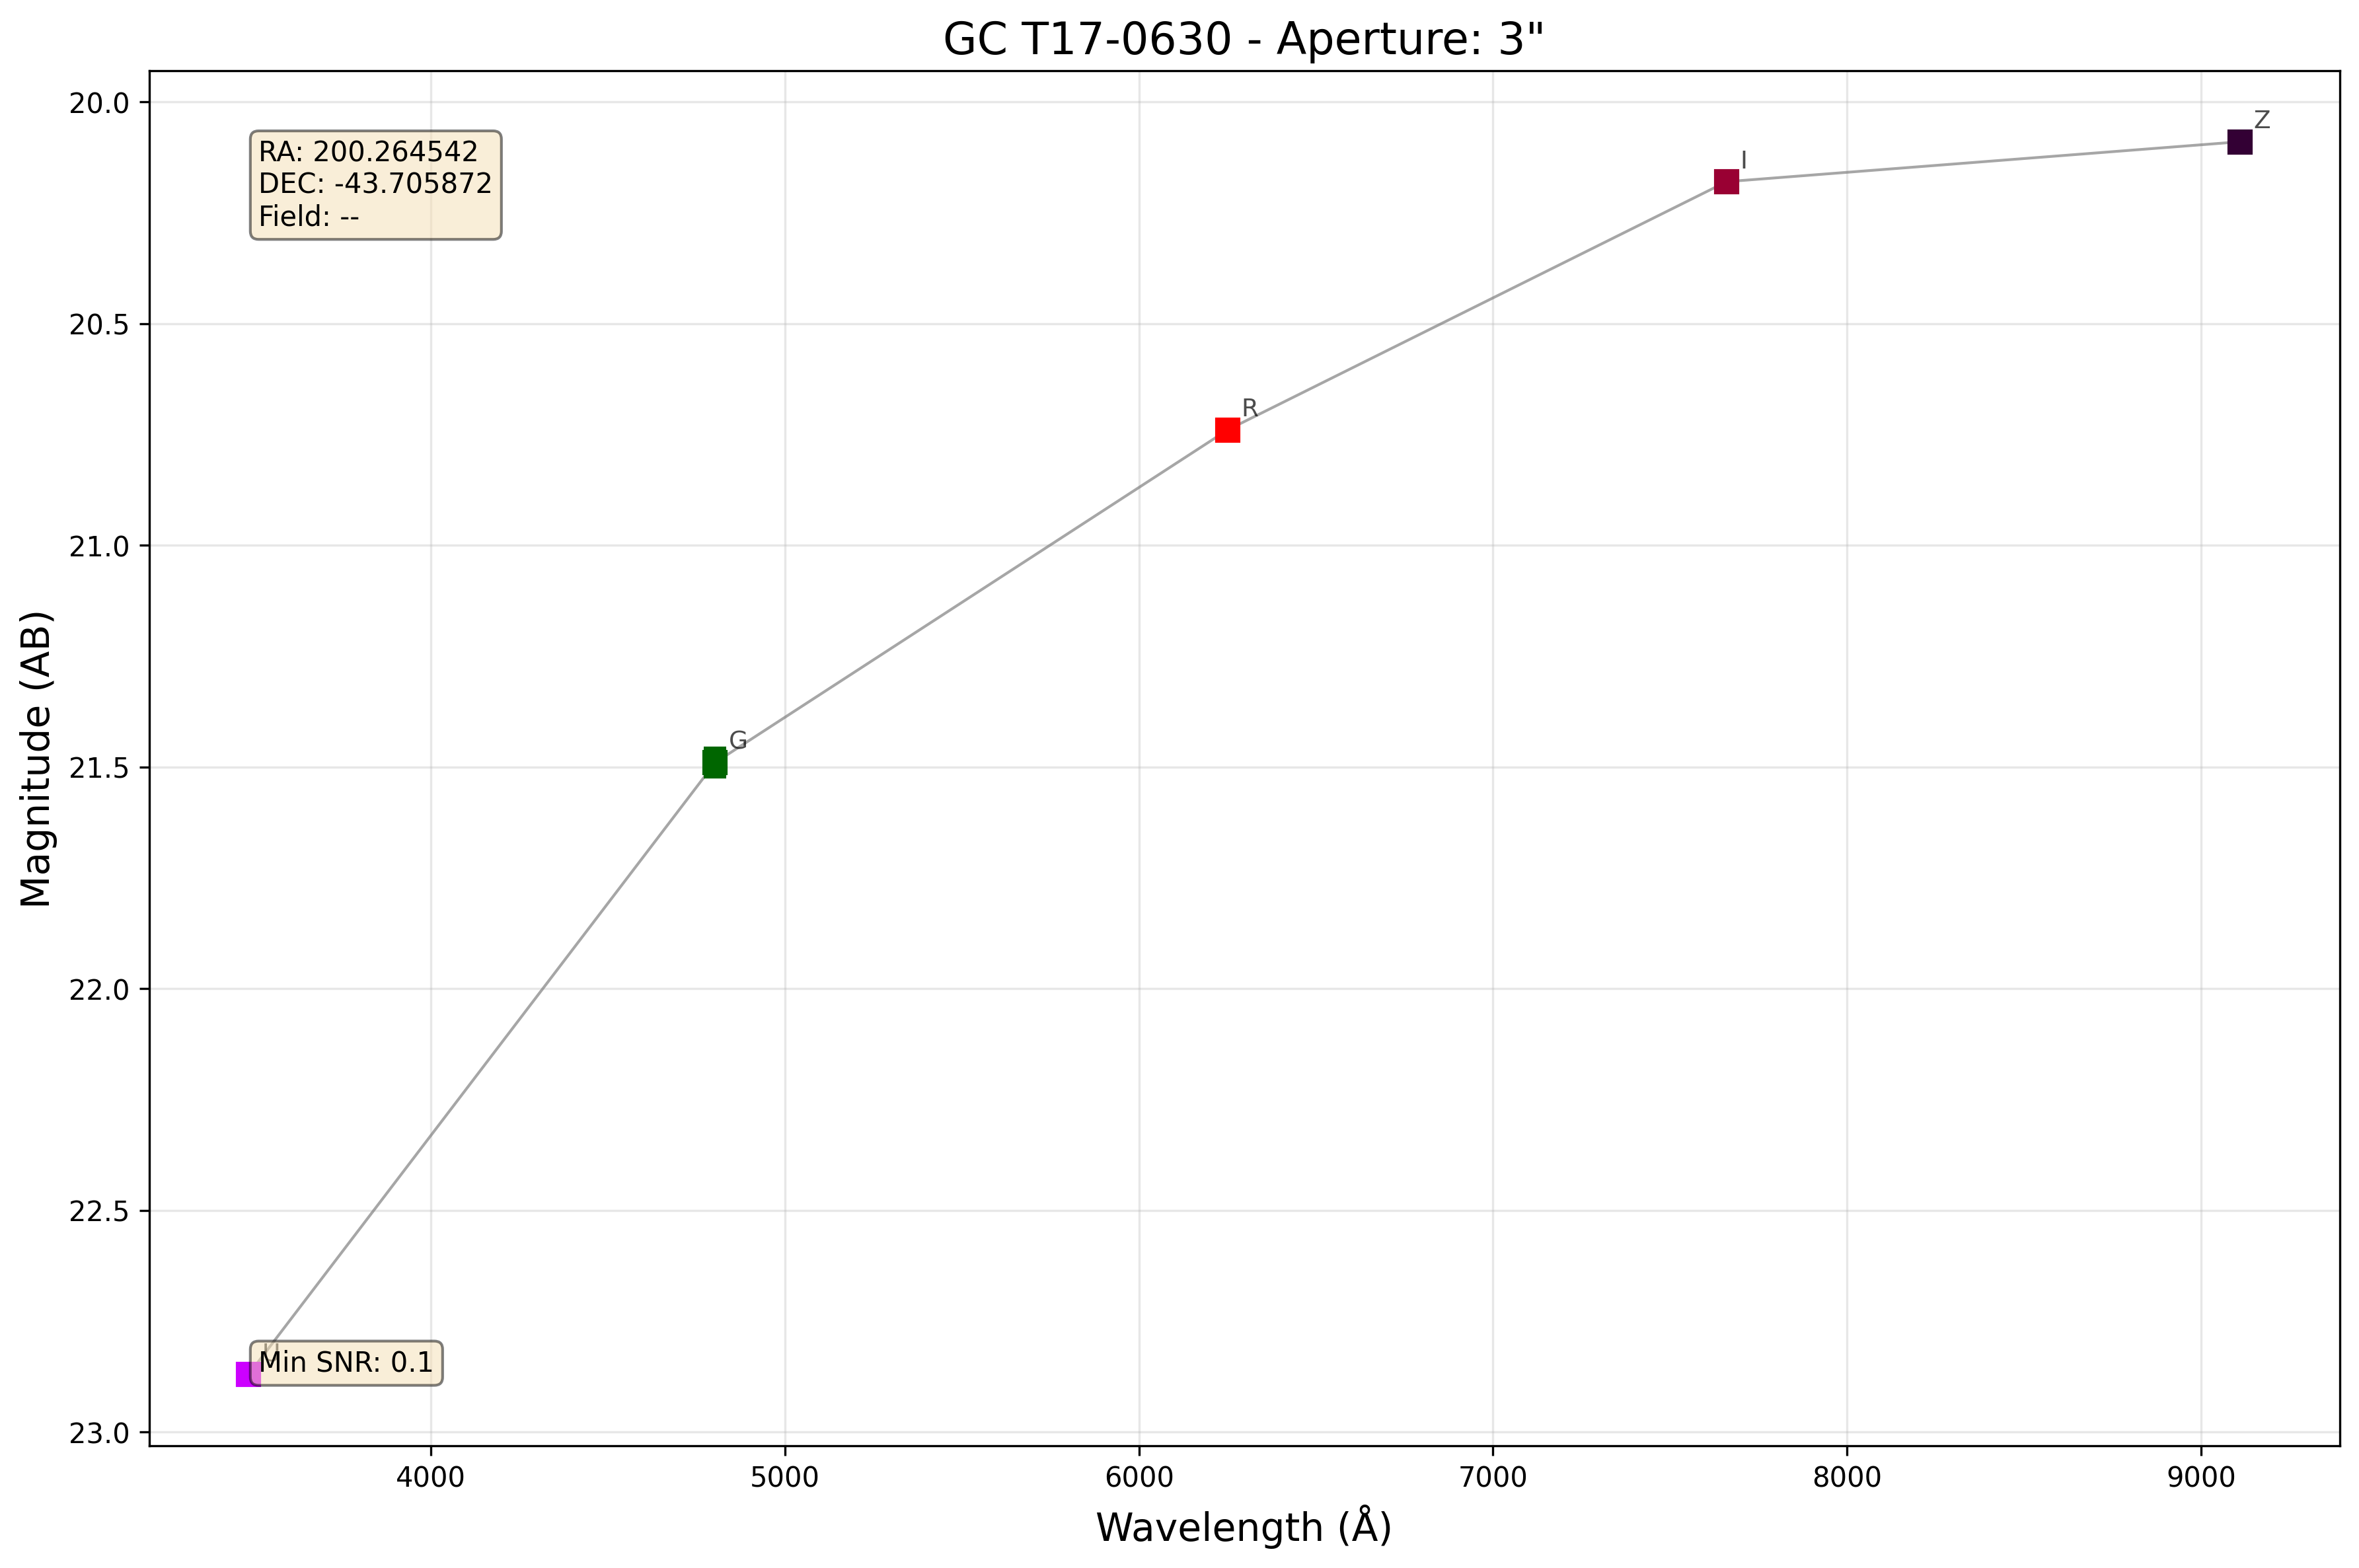 GC T17-0630 - Aperture: 3"
RA: 200.264542
DEC: -43.705872
Field: --
Z
I
R
G
Min SNR: 0.1
20.0
20.5
21.0
21.5
22.0
22.5
23.0
Magnitude (AB)
4000
5000
6000
7000
8000
9000
Wavelength (Å)